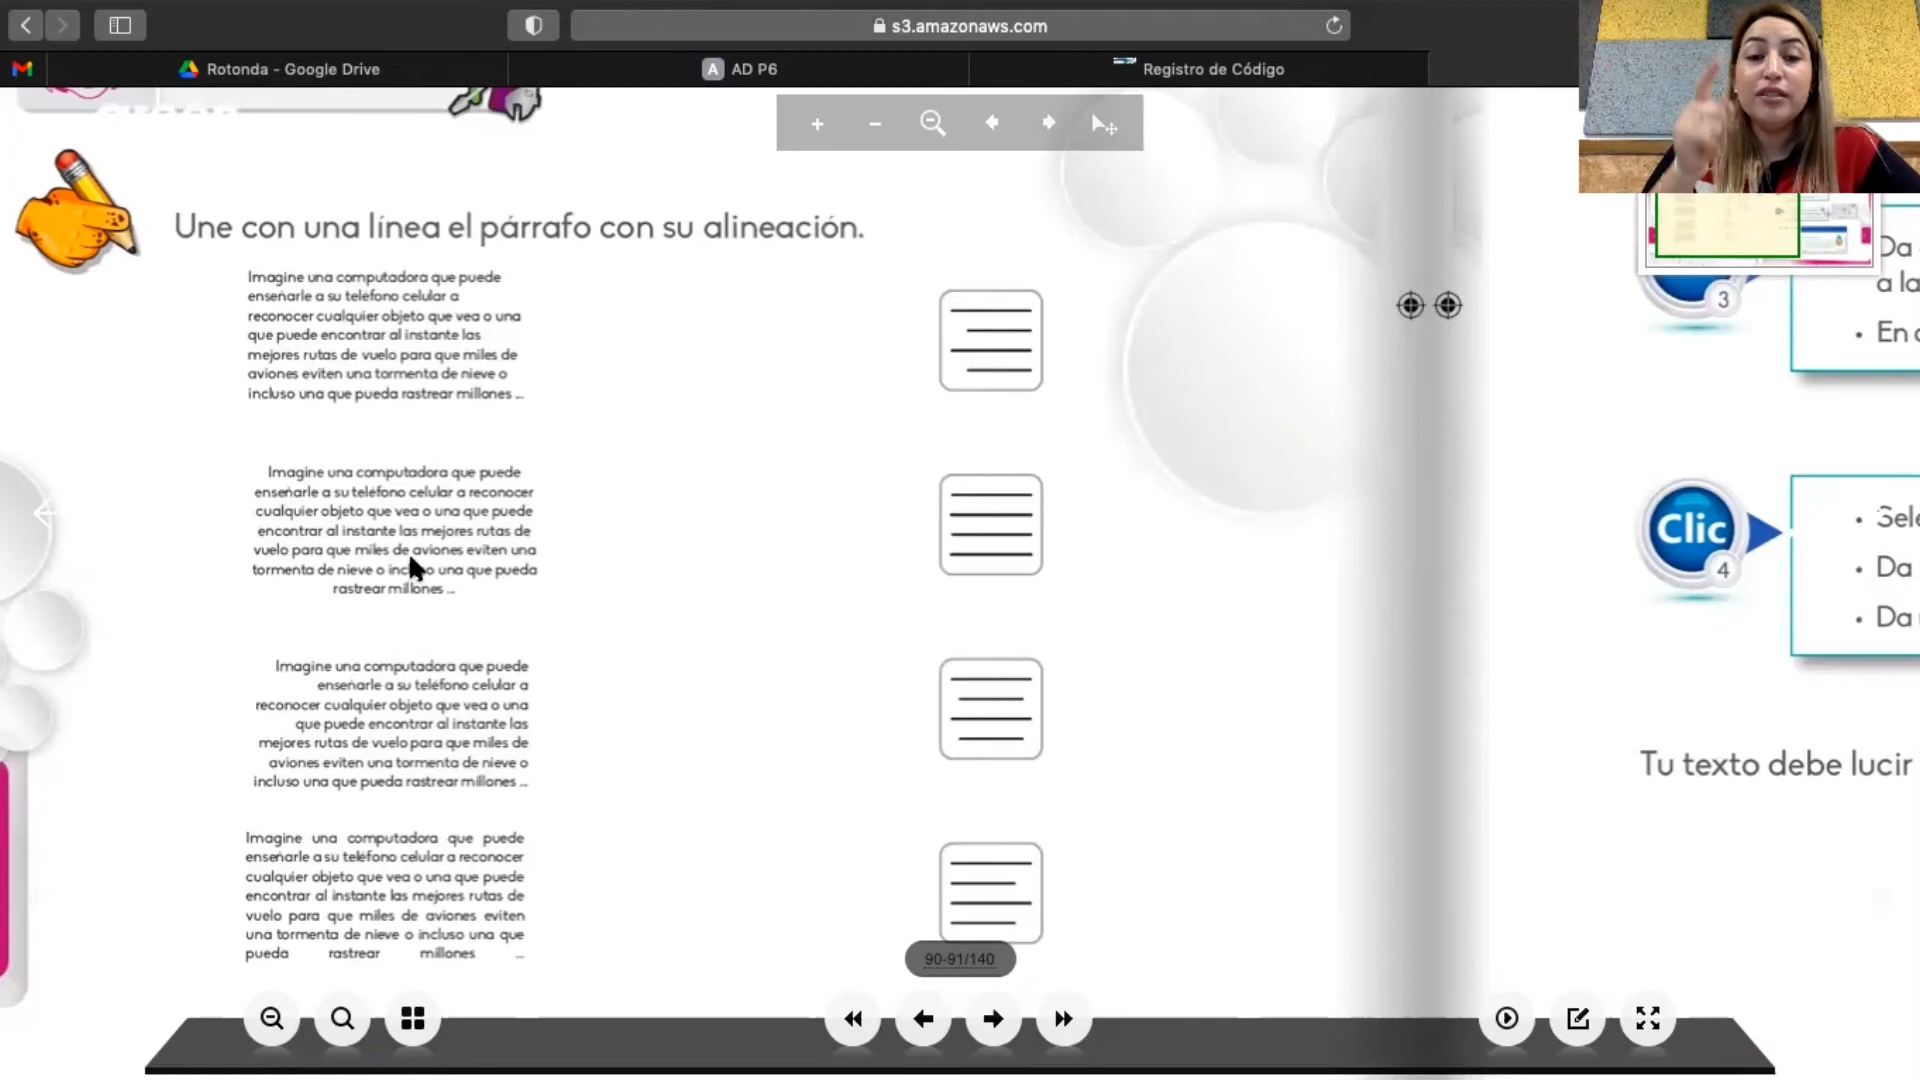 s3.amazonaws.com
Rotonda - Google Drive
A AD P6
Registro de Código
Une con una línea el párrafo con su alineación.
Imagine una computadora que puede
enseñarle a su teléfono celular a
reconocer cualquier objeto que vea o una
que puede encontrar al instante las
mejores rutas de vuelo para que miles de
aviones eviten una tormenta de nieve o
incluso una que pueda rastrear millones ...
Imagine una computadora que puede
enseñarle a su teléfono celular a reconocer
cualquier objeto que vea o una que puede
encontrar al instante las mejores rutas de
vuelo para que miles de aviones eviten una
tormenta de nieve o incluso una que pueda
rastrear millones ...
Imagine una computadora que puede
enseñarle a su teléfono celular a
reconocer cualquier objeto que vea o una
que puede encontrar al instante las
mejores rutas de vuelo para que miles de
aviones eviten una tormenta de nieve o
incluso una que pueda rastrear millones ...
Imagine una computadora que puede
enseñarle a su teléfono celular a reconocer
cualquier objeto que vea o una que puede
encontrar al instante las mejores rutas de
vuelo para que miles de aviones eviten
una tormenta de nieve o incluso una que
pueda rastrear millones ...
90-91/140
3
Da
a la
• En
Clic
4
• Sele
• Da
• Da
Tu texto debe lucir